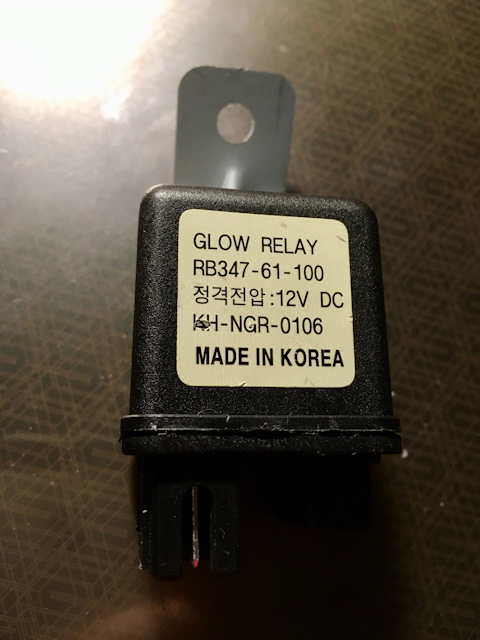 GLOW RELAY
RB347-61-100
정격전압:12V DC
KH-NGR-0106
MADE IN KOREA